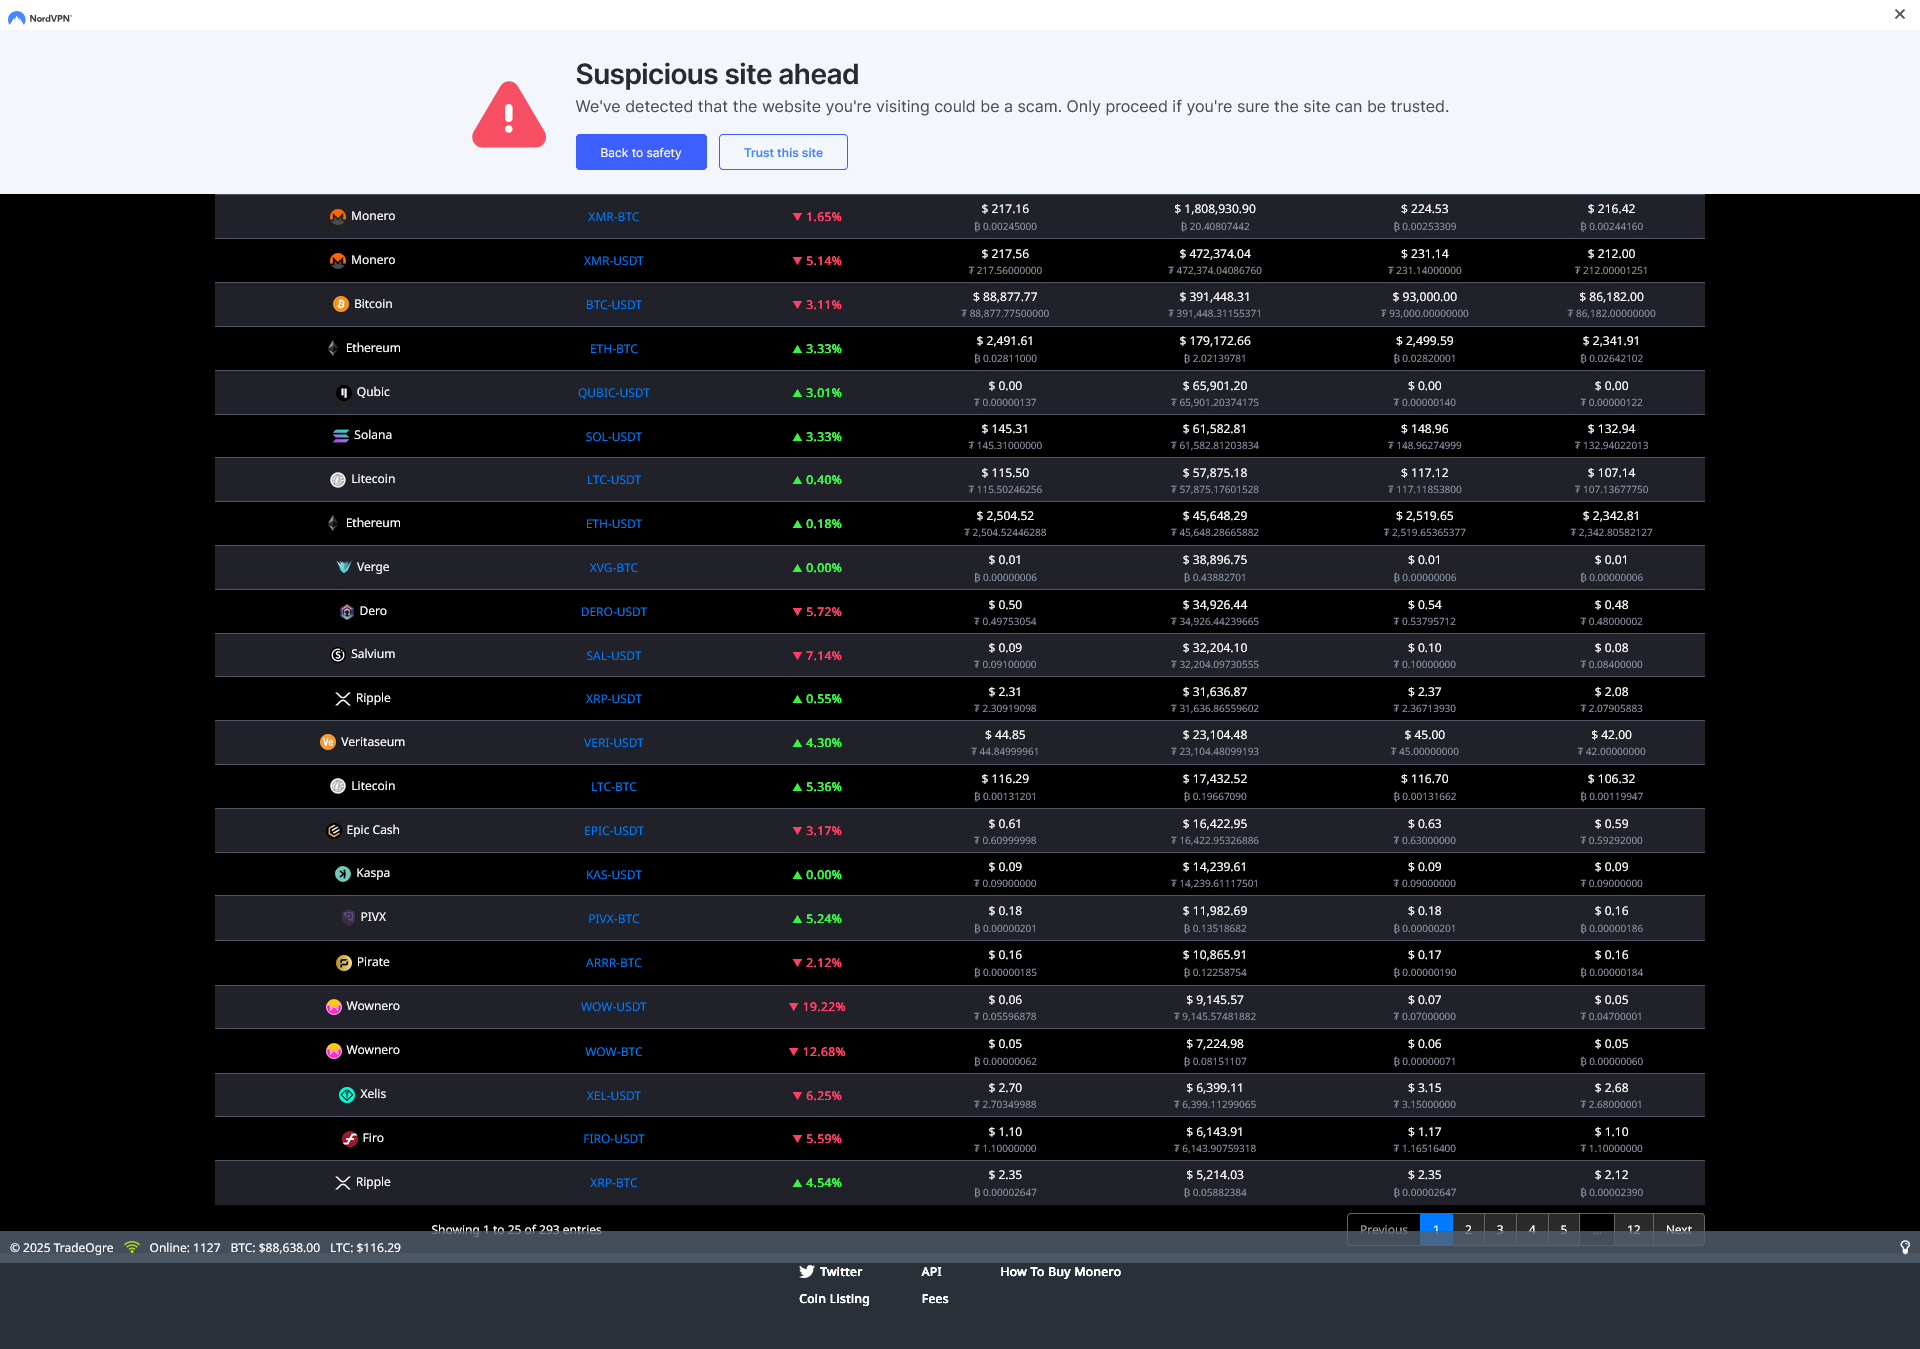 NordVPN®
Suspicious site ahead
We've detected that the website you're visiting could be a scam. Only proceed if you're sure the site can be trusted.
Back to safety Trust this site
Monero XMR-BTC ▼ 1.65% $ 217.16 $ 1,808,930.90 $ 224.53 $ 216.42
₿ 0.00245000 ₿ 20.40807442 ₿ 0.00253309 ₿ 0.00244160
Monero XMR-USDT ▼ 5.14% $ 217.56 $ 472,374.04 $ 231.14 $ 212.00
₮ 217.56000000 ₮ 472,374.04086760 ₮ 231.14000000 ₮ 212.00001251
Bitcoin BTC-USDT ▼ 3.11% $ 88,877.77 $ 391,448.31 $ 93,000.00 $ 86,182.00
₮ 88,877.77500000 ₮ 391,448.31155371 ₮ 93,000.00000000 ₮ 86,182.00000000
Ethereum ETH-BTC ▲ 3.33% $ 2,491.61 $ 179,172.66 $ 2,499.59 $ 2,341.91
₿ 0.02811000 ₿ 2.02139781 ₿ 0.02820001 ₿ 0.02642102
Qubic QUBIC-USDT ▲ 3.01% $ 0.00 $ 65,901.20 $ 0.00 $ 0.00
₮ 0.00000137 ₮ 65,901.20374175 ₮ 0.00000140 ₮ 0.00000122
Solana SOL-USDT ▲ 3.33% $ 145.31 $ 61,582.81 $ 148.96 $ 132.94
₮ 145.31000000 ₮ 61,582.81203834 ₮ 148.96274999 ₮ 132.94022013
Litecoin LTC-USDT ▲ 0.40% $ 115.50 $ 57,875.18 $ 117.12 $ 107.14
₮ 115.50246256 ₮ 57,875.17601528 ₮ 117.11853800 ₮ 107.13677750
Ethereum ETH-USDT ▲ 0.18% $ 2,504.52 $ 45,648.29 $ 2,519.65 $ 2,342.81
₮ 2,504.52446288 ₮ 45,648.28665882 ₮ 2,519.65365377 ₮ 2,342.80582127
Verge XVG-BTC ▲ 0.00% $ 0.01 $ 38,896.75 $ 0.01 $ 0.01
₿ 0.00000006 ₿ 0.43882701 ₿ 0.00000006 ₿ 0.00000006
Dero DERO-USDT ▼ 5.72% $ 0.50 $ 34,926.44 $ 0.54 $ 0.48
₮ 0.49753054 ₮ 34,926.44239665 ₮ 0.53795712 ₮ 0.48000002
Salvium SAL-USDT ▼ 7.14% $ 0.09 $ 32,204.10 $ 0.10 $ 0.08
₮ 0.09100000 ₮ 32,204.09730555 ₮ 0.10000000 ₮ 0.08400000
Ripple XRP-USDT ▲ 0.55% $ 2.31 $ 31,636.87 $ 2.37 $ 2.08
₮ 2.30919098 ₮ 31,636.86559602 ₮ 2.36713930 ₮ 2.07905883
Veritaseum VERI-USDT ▲ 4.30% $ 44.85 $ 23,104.48 $ 45.00 $ 42.00
₮ 44.84999961 ₮ 23,104.48099193 ₮ 45.00000000 ₮ 42.00000000
Litecoin LTC-BTC ▲ 5.36% $ 116.29 $ 17,432.52 $ 116.70 $ 106.32
₿ 0.00131201 ₿ 0.19667090 ₿ 0.00131662 ₿ 0.00119947
Epic Cash EPIC-USDT ▼ 3.17% $ 0.61 $ 16,422.95 $ 0.63 $ 0.59
₮ 0.60999998 ₮ 16,422.95326886 ₮ 0.63000000 ₮ 0.59292000
Kaspa KAS-USDT ▲ 0.00% $ 0.09 $ 14,239.61 $ 0.09 $ 0.09
₮ 0.09000000 ₮ 14,239.61117501 ₮ 0.09000000 ₮ 0.09000000
PIVX PIVX-BTC ▲ 5.24% $ 0.18 $ 11,982.69 $ 0.18 $ 0.16
₿ 0.00000201 ₿ 0.13518682 ₿ 0.00000201 ₿ 0.00000186
Pirate ARRR-BTC ▼ 2.12% $ 0.16 $ 10,865.91 $ 0.17 $ 0.16
₿ 0.00000185 ₿ 0.12258754 ₿ 0.00000190 ₿ 0.00000184
Wownero WOW-USDT ▼ 19.22% $ 0.06 $ 9,145.57 $ 0.07 $ 0.05
₮ 0.05596878 ₮ 9,145.57481882 ₮ 0.07000000 ₮ 0.04700001
Wownero WOW-BTC ▼ 12.68% $ 0.05 $ 7,224.98 $ 0.06 $ 0.05
₿ 0.00000062 ₿ 0.08151107 ₿ 0.00000071 ₿ 0.00000060
Xelis XEL-USDT ▼ 6.25% $ 2.70 $ 6,399.11 $ 3.15 $ 2.68
₮ 2.70349988 ₮ 6,399.11299065 ₮ 3.15000000 ₮ 2.68000001
Firo FIRO-USDT ▼ 5.59% $ 1.10 $ 6,143.91 $ 1.17 $ 1.10
₮ 1.10000000 ₮ 6,143.90759318 ₮ 1.16516400 ₮ 1.10000000
Ripple XRP-BTC ▲ 4.54% $ 2.35 $ 5,214.03 $ 2.35 $ 2.12
₿ 0.00002647 ₿ 0.05882384 ₿ 0.00002647 ₿ 0.00002390
Showing 1 to 25 of 293 entries Previous 1 2 3 4 5 ... 12 Next
© 2025 TradeOgre Online: 1127 BTC: $88,638.00 LTC: $116.29
Twitter API How To Buy Monero
Coin Listing Fees